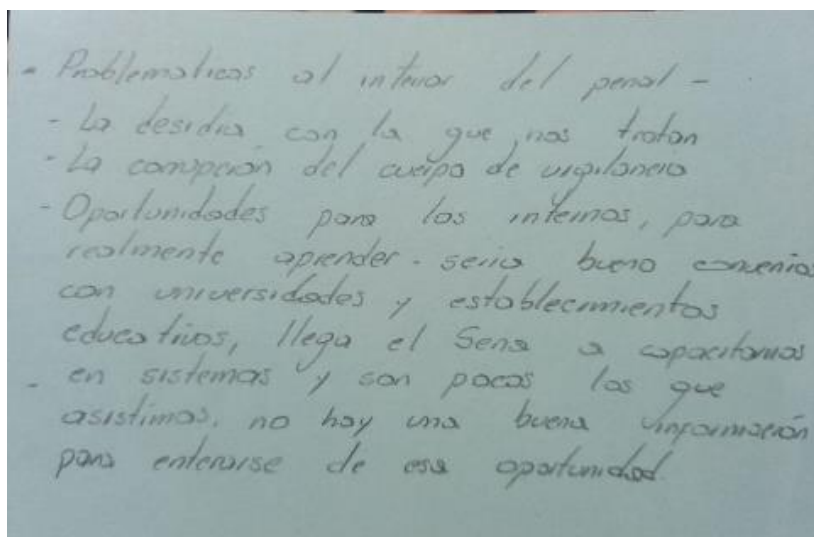 - Problematicas al interior del penal -
- La desidia con la que nos tratan
- La corrupción del cuerpo de vigilancia
- Oportunidades para los internos, para
realmente aprender. seria bueno convenios
con universidades y establecimientos
educativos, llega el Sena a capacitarnos
- en sistemas y son pocos los que
asistimos. no hay una buena información
para enterarse de esa oportunidad.